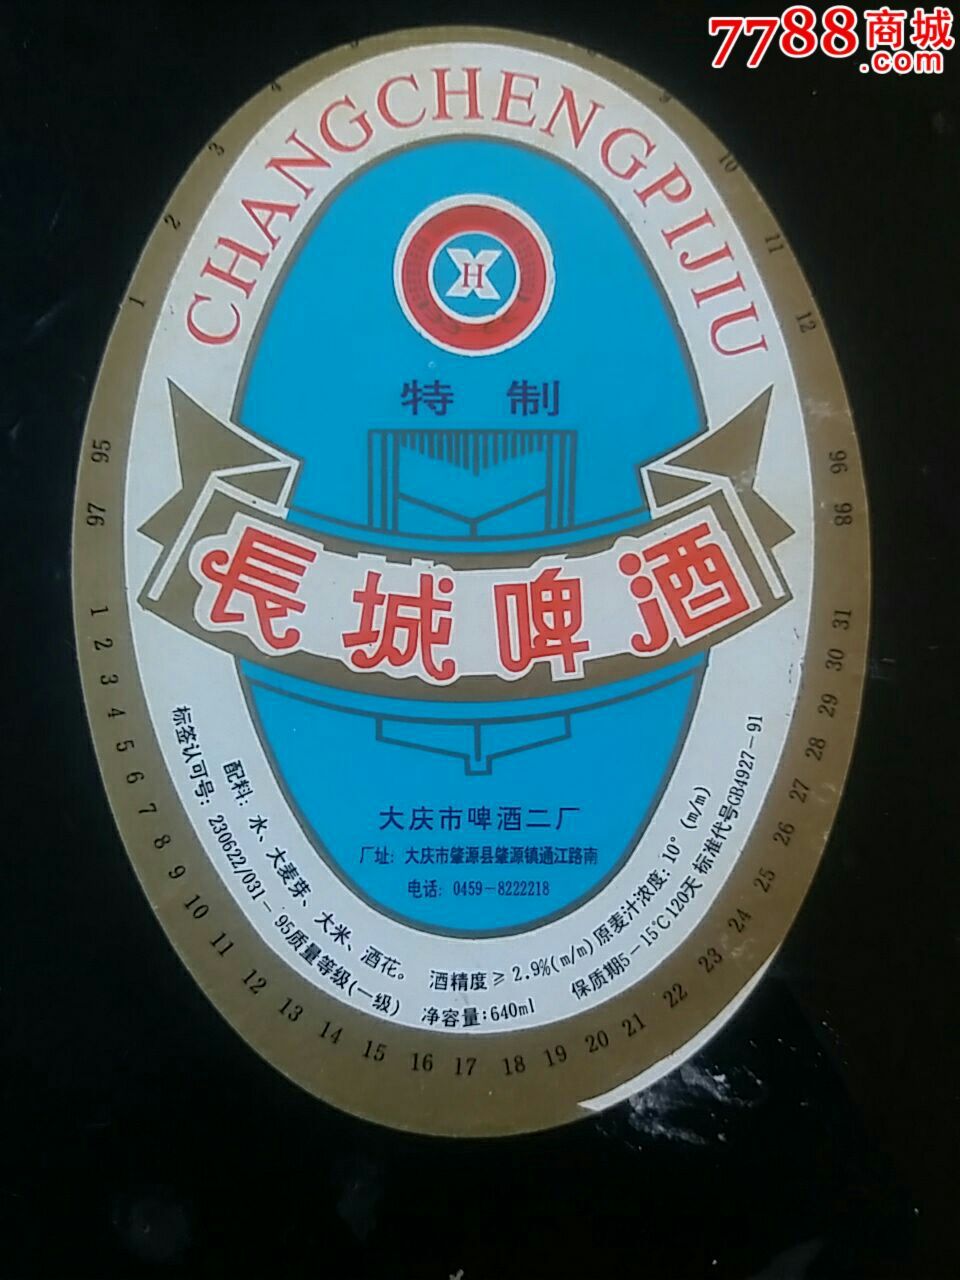 7788商城
.com
CHANGCHENGPIJIU
H
特制
長城啤酒
大庆市啤酒二厂
厂址：大庆市肇源县肇源镇通江路南
电话：0459-8222218
配料：水、大麦芽、大米、酒花。 酒精度≥2.9%(m/m)原麦汁浓度:10°(m/m)
标签认可号：230622/031-95质量等级(一级) 净容量:640ml 保质期5-15℃120天 标准代号GB4927-91
1 2 3 4 9 10 11 12
95 96
97 98
1 2 3 4 5 6 7 8 9 10 11 12 13 14 15 16 17 18 19 20 21 22 23 24 25 26 27 28 29 30 31